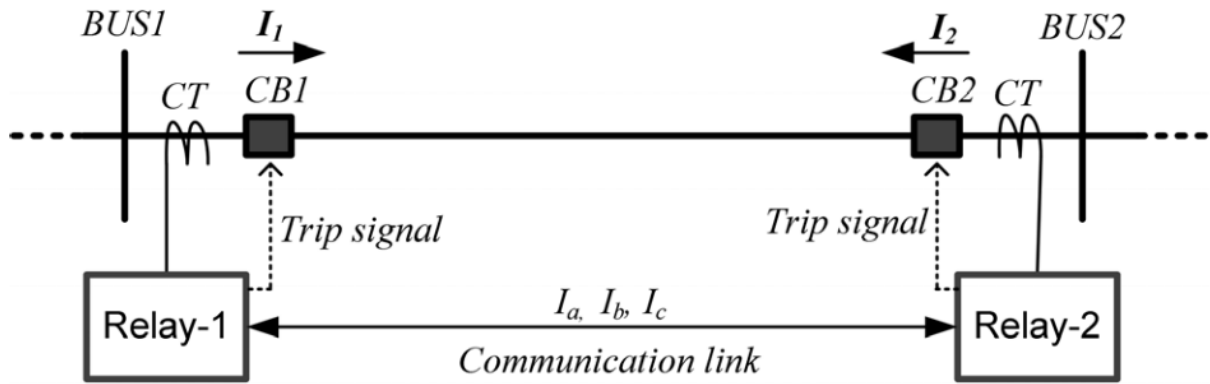 BUS1
I1
I2
BUS2
CT
CB1
CB2
CT
Trip signal
Trip signal
Relay-1
Ia, Ib, Ic
Relay-2
Communication link